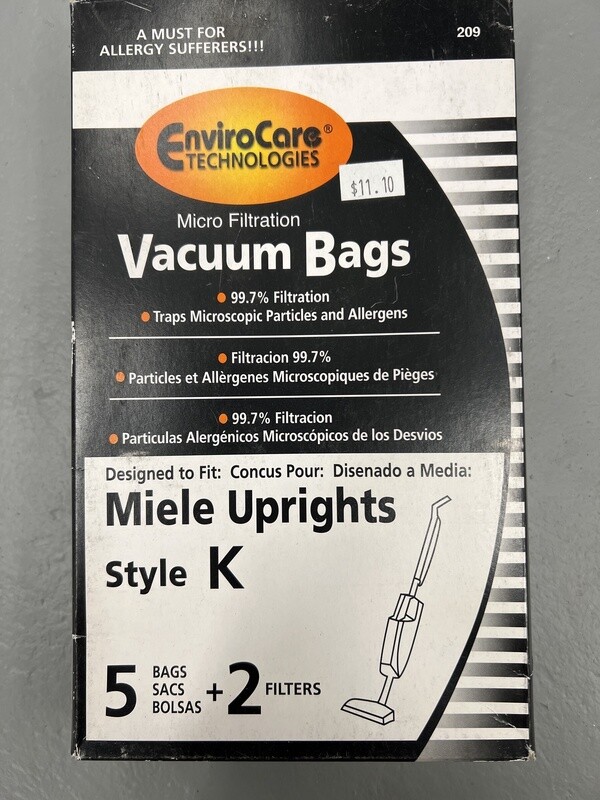 A MUST FOR
ALLERGY SUFFERERS!!!
209
EnviroCare®
TECHNOLOGIES
$11.10
Micro Filtration
Vacuum Bags
99.7% Filtration
Traps Microscopic Particles and Allergens
Filtracion 99.7%
Particles et Allèrgenes Microscopiques de Pièges
99.7% Filtracion
Particulas Alergénicos Microscópicos de los Desvios
Designed to Fit: Concus Pour: Disenado a Media:
Miele Uprights
Style K
5 BAGS
SACS
BOLSAS
+2 FILTERS